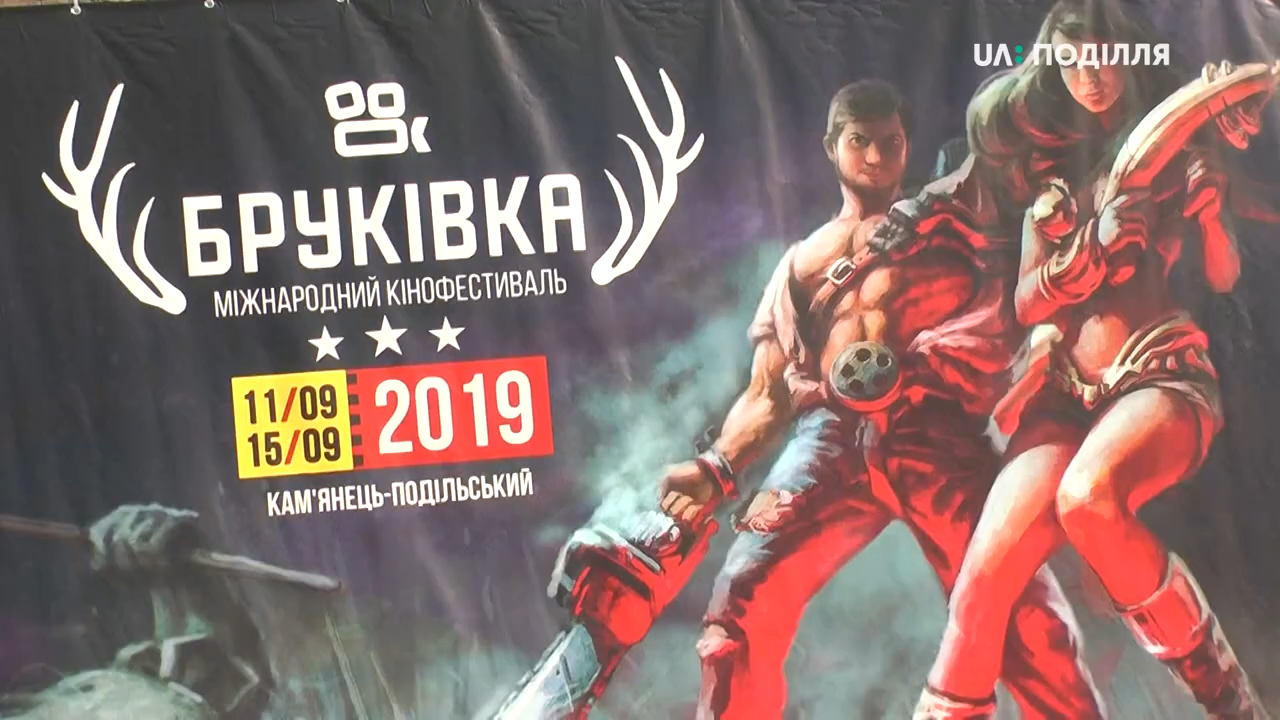 UA: ПОДІЛЛЯ
БРУКІВКА
МІЖНАРОДНИЙ КІНОФЕСТИВАЛЬ
11/09
15/09
2019
КАМ'ЯНЕЦЬ-ПОДІЛЬСЬКИЙ